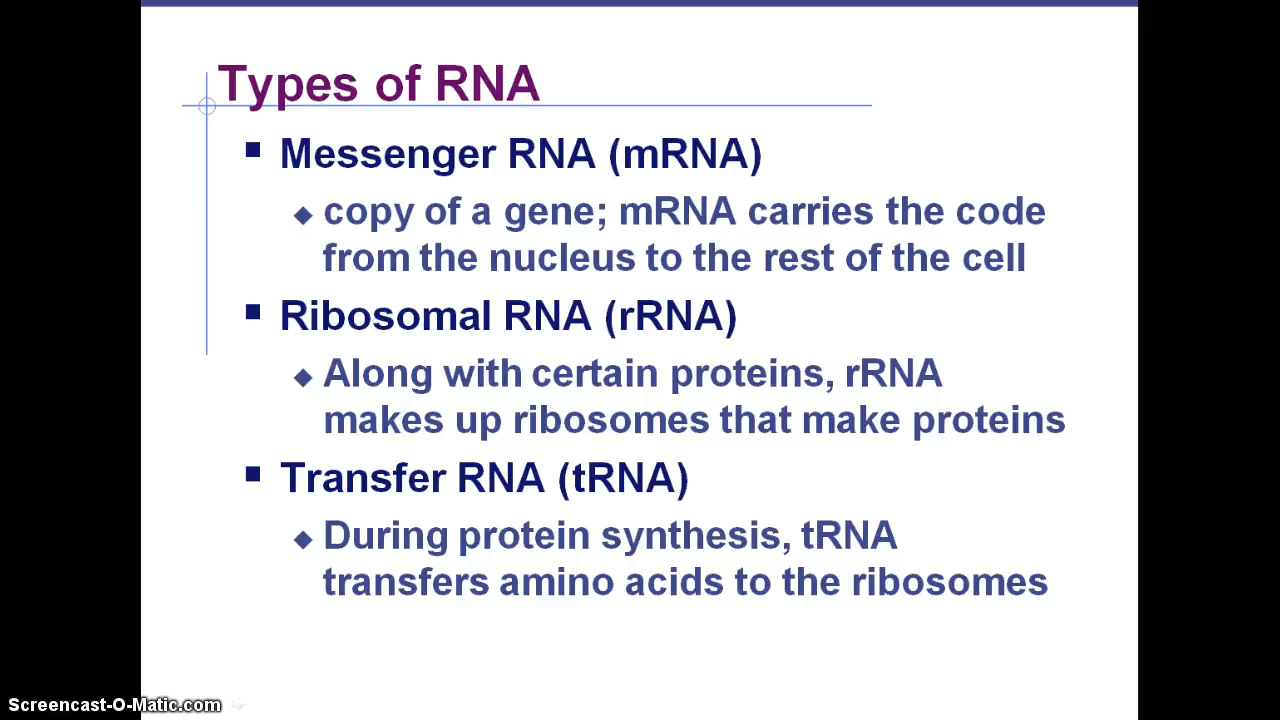 Types of RNA
Messenger RNA (mRNA)
copy of a gene; mRNA carries the code
from the nucleus to the rest of the cell
Ribosomal RNA (rRNA)
Along with certain proteins, rRNA
makes up ribosomes that make proteins
Transfer RNA (tRNA)
During protein synthesis, tRNA
transfers amino acids to the ribosomes
Screencast-O-Matic.com